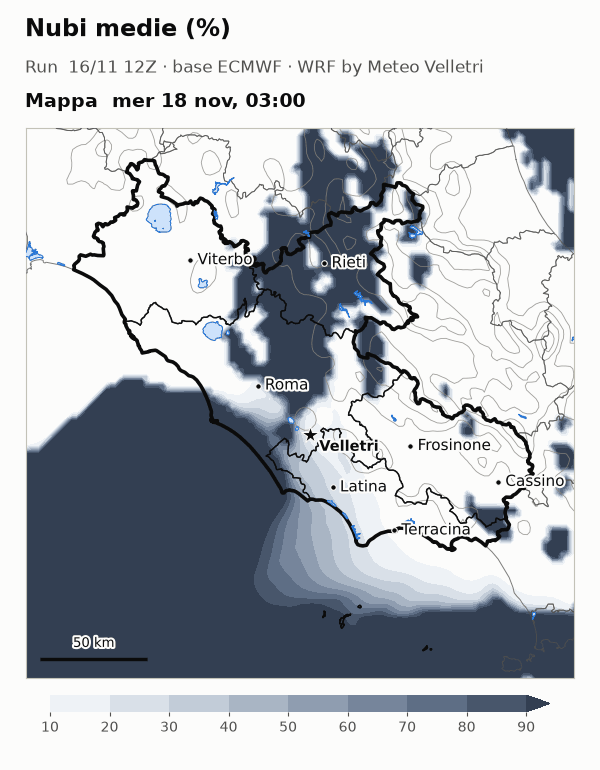 Nubi medie (%)
Run  16/11 12Z · base ECMWF · WRF by Meteo Velletri
Mappa  mer 18 nov, 03:00
Viterbo
Rieti
Roma
Velletri
Frosinone
Cassino
Latina
Terracina
50 km
10 20 30 40 50 60 70 80 90